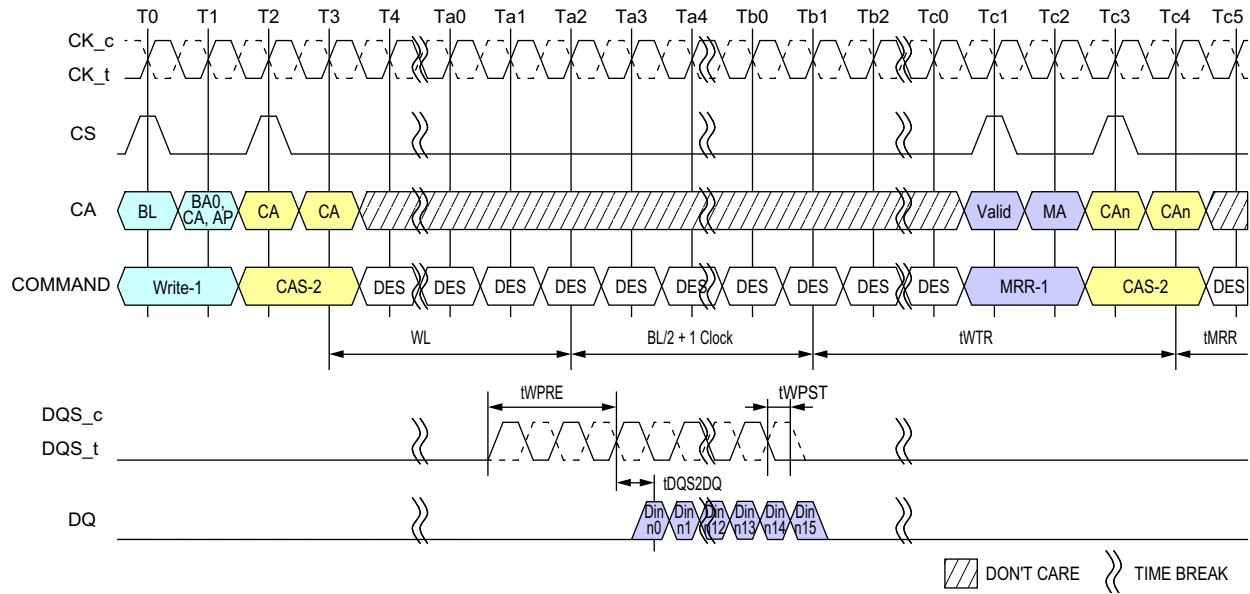 T0 T1 T2 T3 T4 Ta0 Ta1 Ta2 Ta3 Ta4 Tb0 Tb1 Tb2 Tc0 Tc1 Tc2 Tc3 Tc4 Tc5
CK_c
CK_t
CS
CA BL BA0, CA, AP CA CA Valid MA CAn CAn
COMMAND Write-1 CAS-2 DES DES DES DES DES DES DES DES DES DES MRR-1 CAS-2 DES
WL BL/2 + 1 Clock tWTR tMRR
tWPRE tWPST
DQS_c
DQS_t
tDQS2DQ
DQ Din n0 Din n1 Din n12 Din n13 Din n14 Din n15
DON'T CARE TIME BREAK